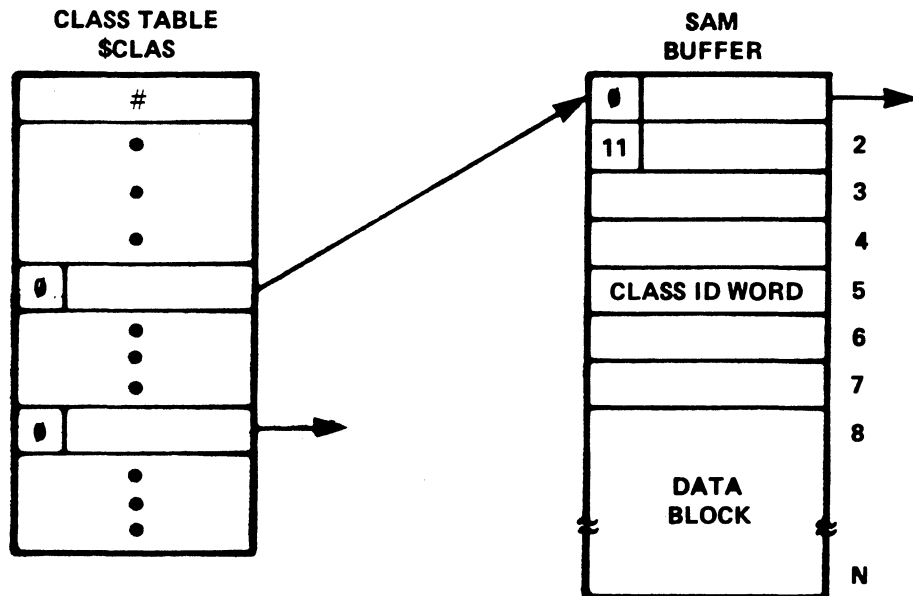 CLASS TABLE
$CLAS
#
0
0
SAM
BUFFER
0
11
2
3
4
CLASS ID WORD
5
6
7
8
DATA
BLOCK
N